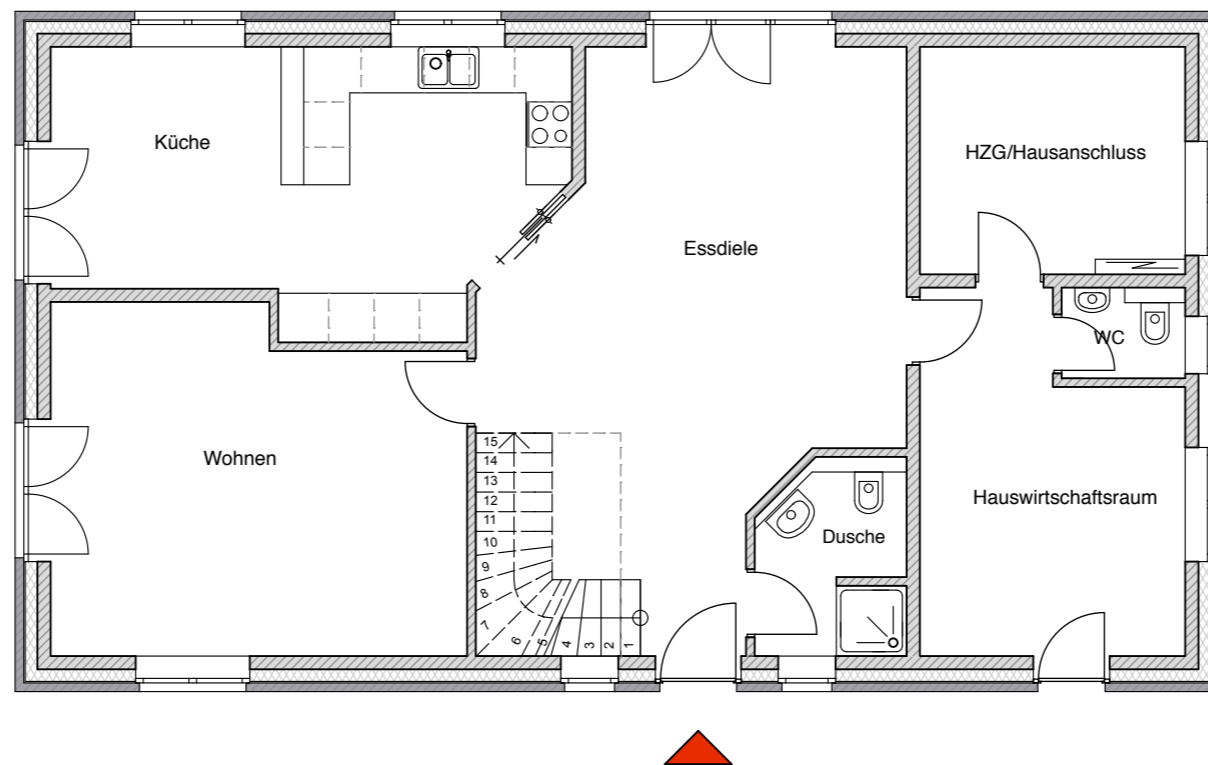 Küche
HZG/Hausanschluss
Essdiele
WC
Wohnen
Hauswirtschaftsraum
Dusche
15
14
13
12
11
10
9
8
7
6
5
4
3
2
1